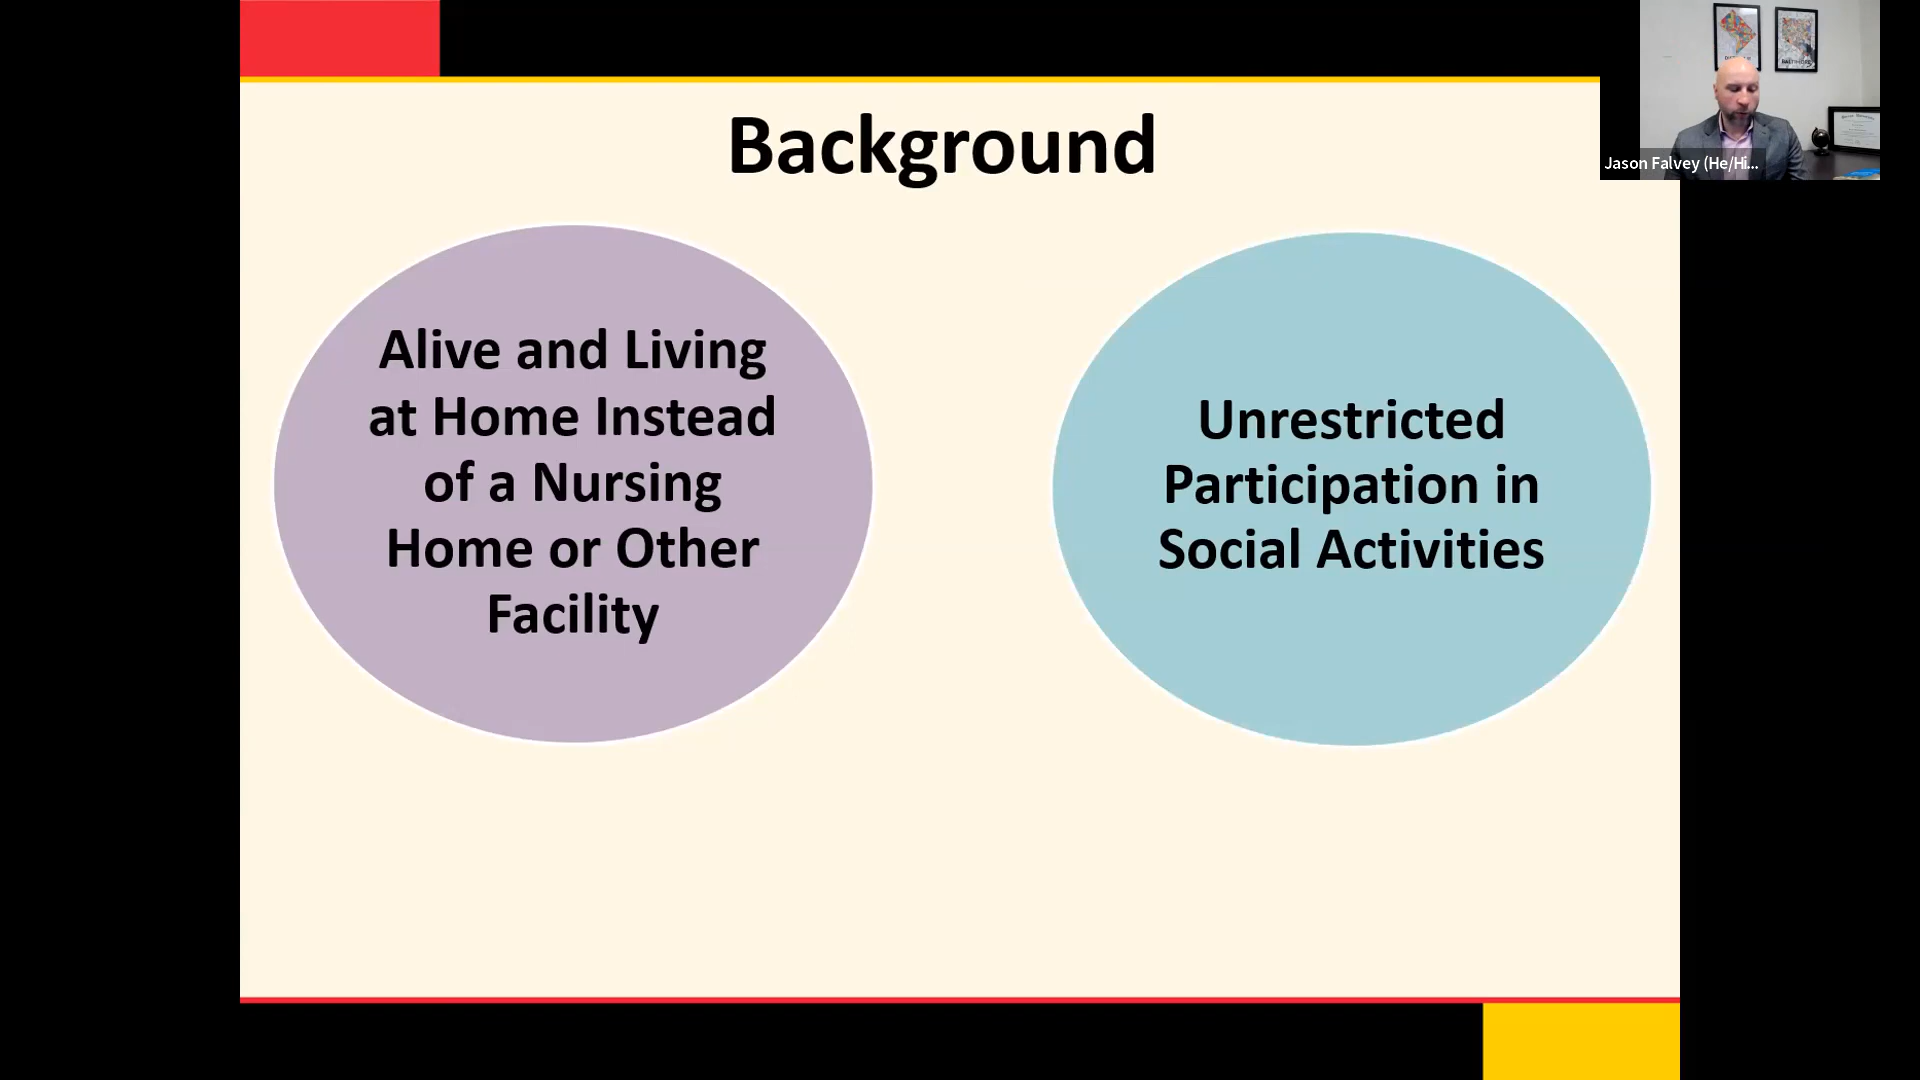 Background
Alive and Living
at Home Instead
of a Nursing
Home or Other
Facility
Unrestricted
Participation in
Social Activities
BALTIMORE
Jason Falvey (He/Hi...